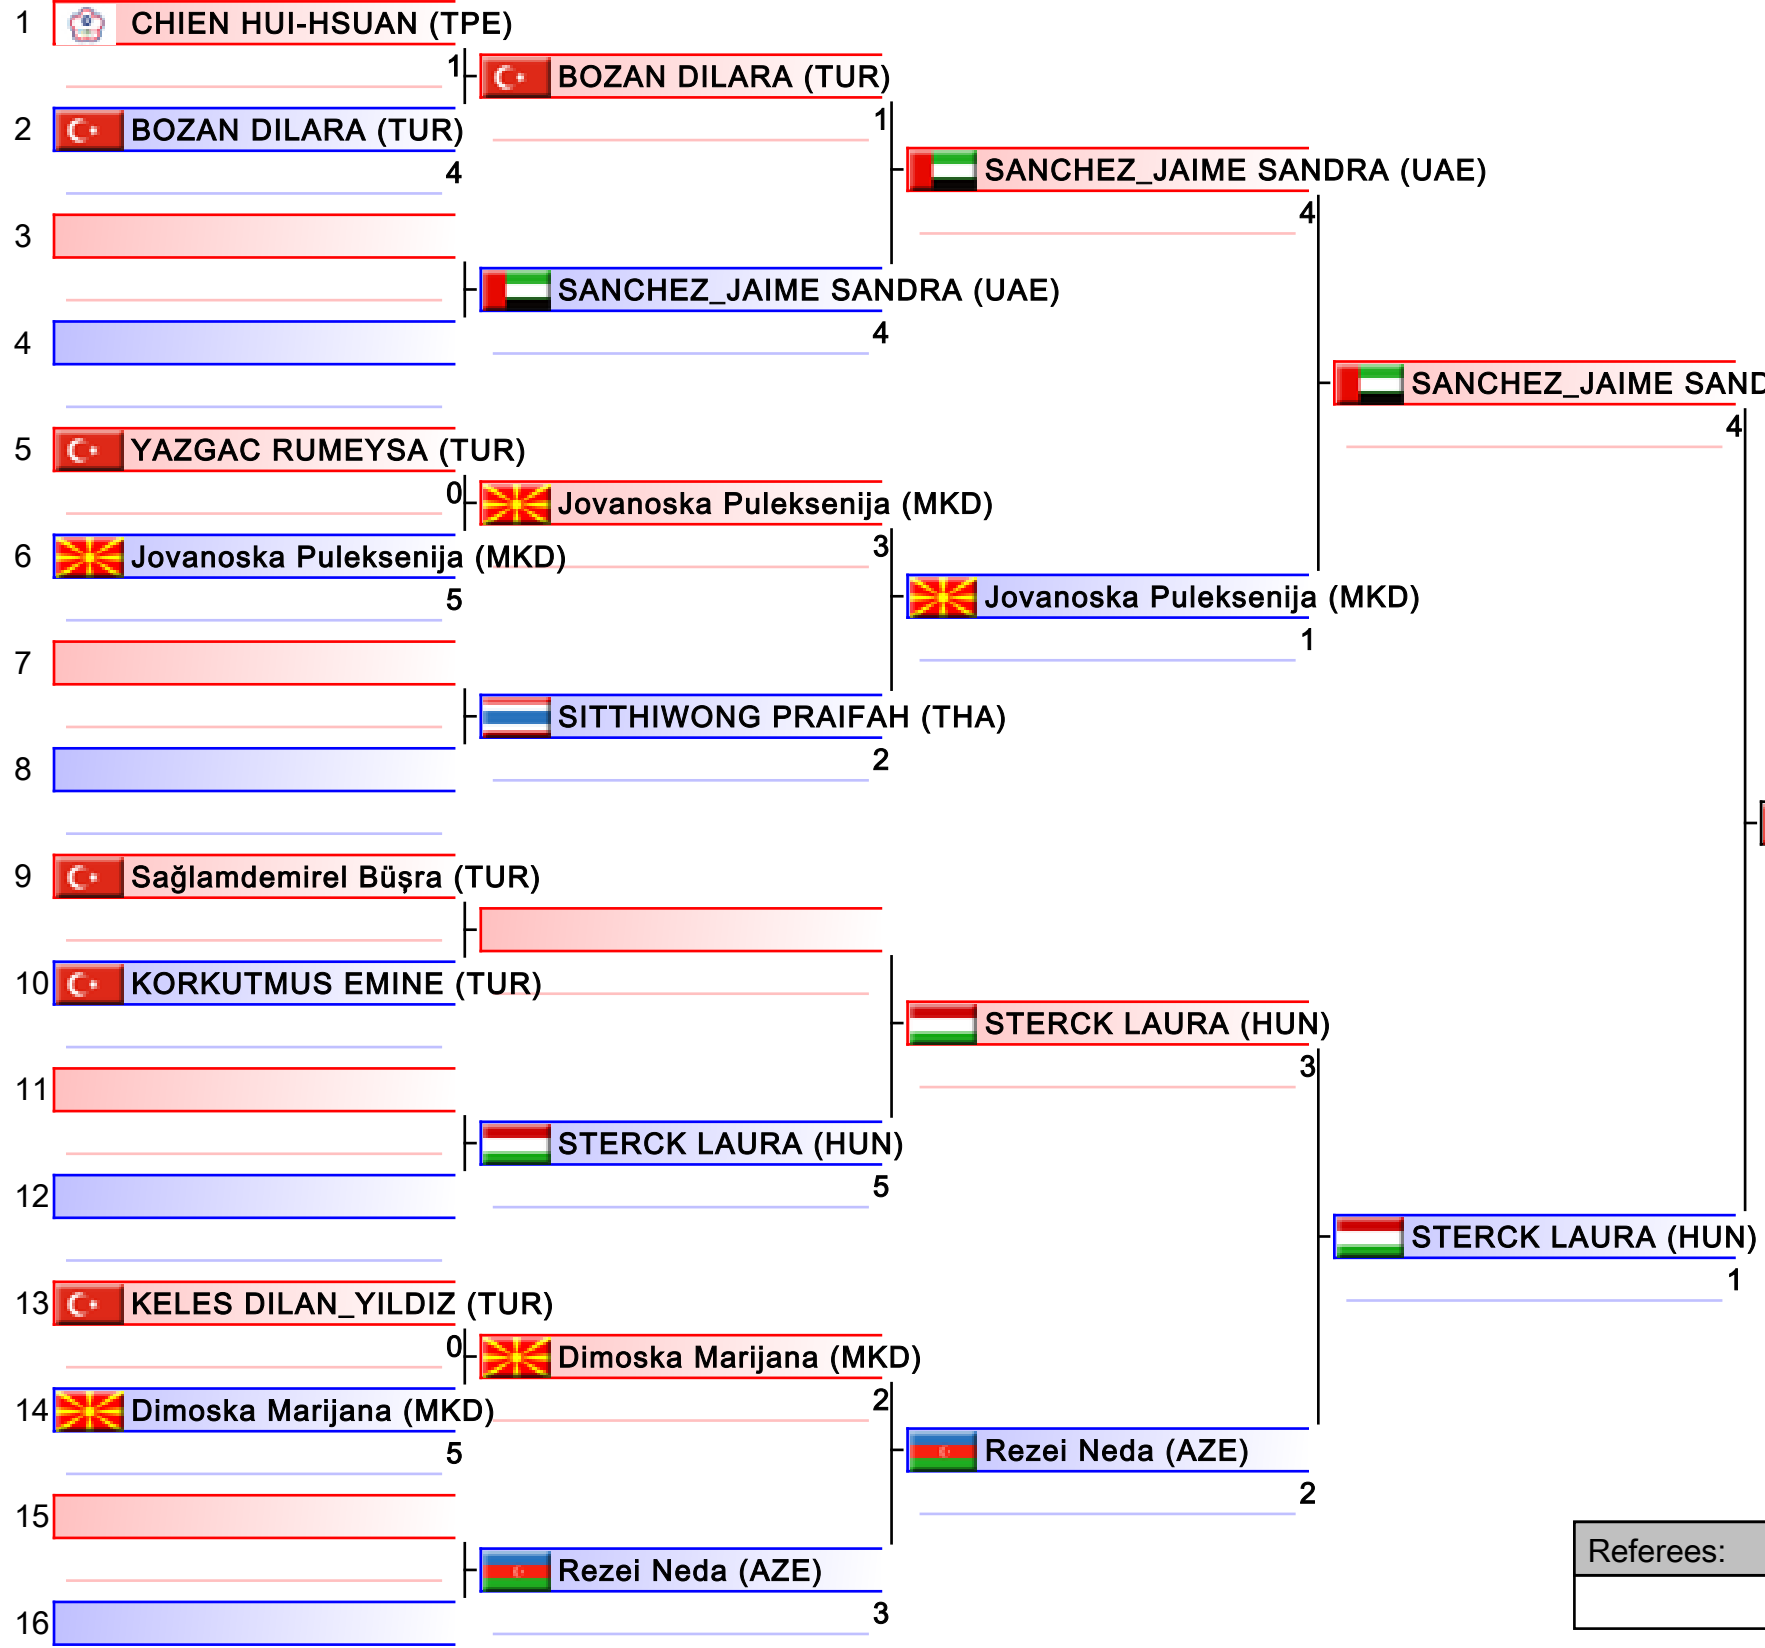 1 CHIEN HUI-HSUAN (TPE)
1
BOZAN DILARA (TUR)
1
2 BOZAN DILARA (TUR)
4
SANCHEZ_JAIME SANDRA (UAE)
4
3
SANCHEZ_JAIME SANDRA (UAE)
4
4
SANCHEZ_JAIME SAND
4
5 YAZGAC RUMEYSA (TUR)
0
Jovanoska Puleksenija (MKD)
3
6 Jovanoska Puleksenija (MKD)
5
Jovanoska Puleksenija (MKD)
1
7
SITTHIWONG PRAIFAH (THA)
2
8
9 Sağlamdemirel Büşra (TUR)
10 KORKUTMUS EMINE (TUR)
STERCK LAURA (HUN)
3
11
STERCK LAURA (HUN)
5
12
STERCK LAURA (HUN)
1
13 KELES DILAN_YILDIZ (TUR)
0
Dimoska Marijana (MKD)
2
14 Dimoska Marijana (MKD)
5
Rezei Neda (AZE)
2
15
Rezei Neda (AZE)
3
16
Referees: